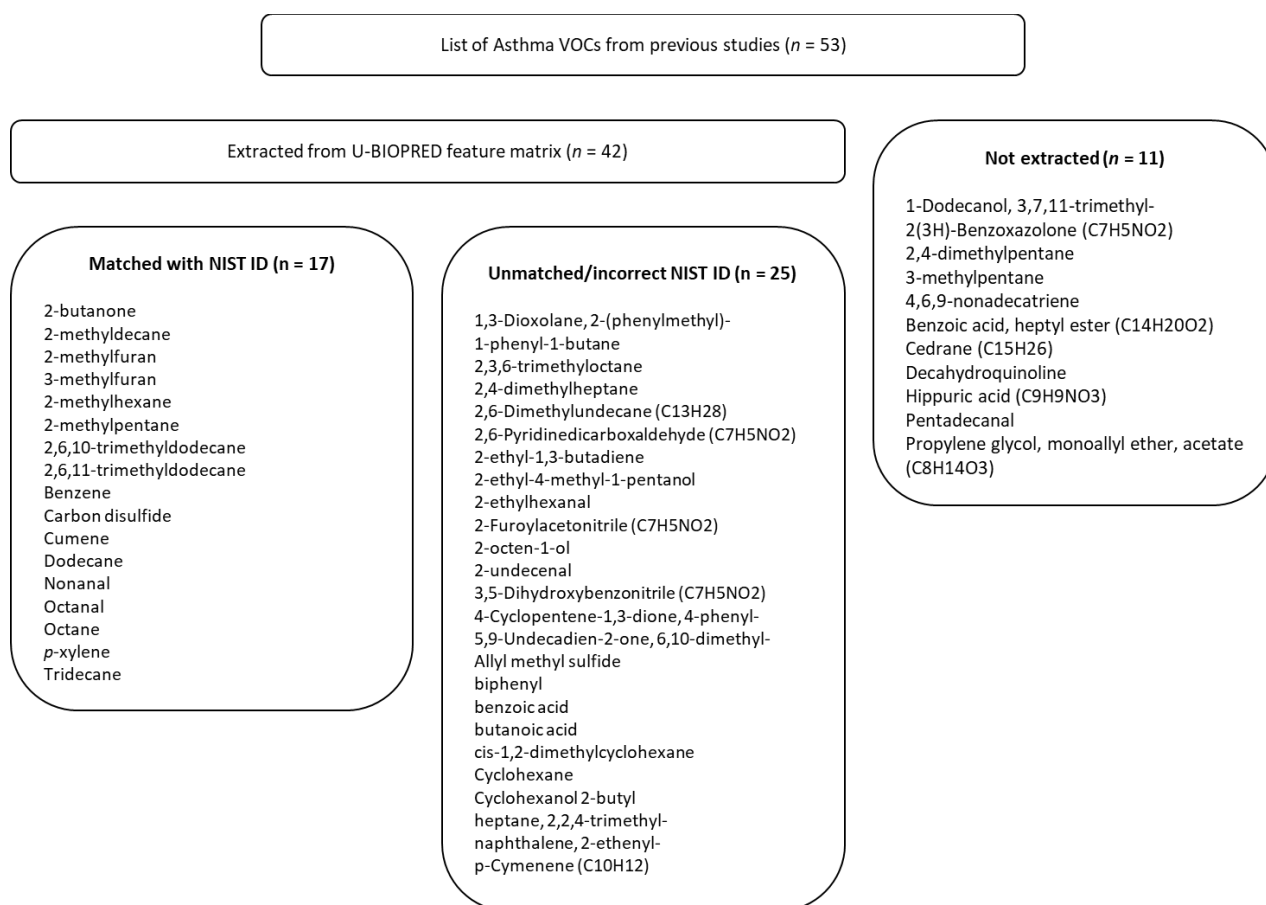 List of Asthma VOCs from previous studies (n = 53)
Extracted from U-BIOPRED feature matrix (n = 42)
Matched with NIST ID (n = 17)
2-butanone
2-methyldecane
2-methylfuran
3-methylfuran
2-methylhexane
2-methylpentane
2,6,10-trimethyldodecane
2,6,11-trimethyldodecane
Benzene
Carbon disulfide
Cumene
Dodecane
Nonanal
Octanal
Octane
p-xylene
Tridecane
Unmatched/incorrect NIST ID (n = 25)
1,3-Dioxolane, 2-(phenylmethyl)-
1-phenyl-1-butane
2,3,6-trimethyloctane
2,4-dimethylheptane
2,6-Dimethylundecane (C13H28)
2,6-Pyridinedicarboxaldehyde (C7H5NO2)
2-ethyl-1,3-butadiene
2-ethyl-4-methyl-1-pentanol
2-ethylhexanal
2-Furoylacetonitrile (C7H5NO2)
2-octen-1-ol
2-undecenal
3,5-Dihydroxybenzonitrile (C7H5NO2)
4-Cyclopentene-1,3-dione, 4-phenyl-
5,9-Undecadien-2-one, 6,10-dimethyl-
Allyl methyl sulfide
biphenyl
benzoic acid
butanoic acid
cis-1,2-dimethylcyclohexane
Cyclohexane
Cyclohexanol 2-butyl
heptane, 2,2,4-trimethyl-
naphthalene, 2-ethenyl-
p-Cymenene (C10H12)
Not extracted (n = 11)
1-Dodecanol, 3,7,11-trimethyl-
2(3H)-Benzoxazolone (C7H5NO2)
2,4-dimethylpentane
3-methylpentane
4,6,9-nonadecatriene
Benzoic acid, heptyl ester (C14H20O2)
Cedrane (C15H26)
Decahydroquinoline
Hippuric acid (C9H9NO3)
Pentadecanal
Propylene glycol, monoallyl ether, acetate
(C8H14O3)